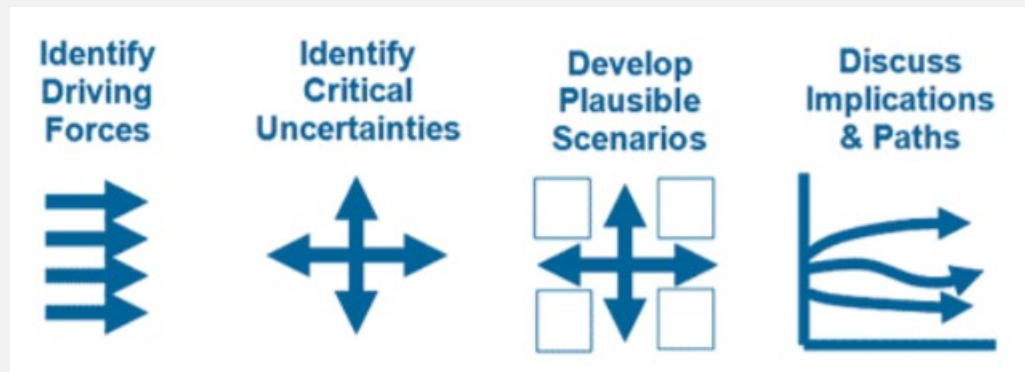 Identify
Driving
Forces
Identify
Critical
Uncertainties
Develop
Plausible
Scenarios
Discuss
Implications
& Paths